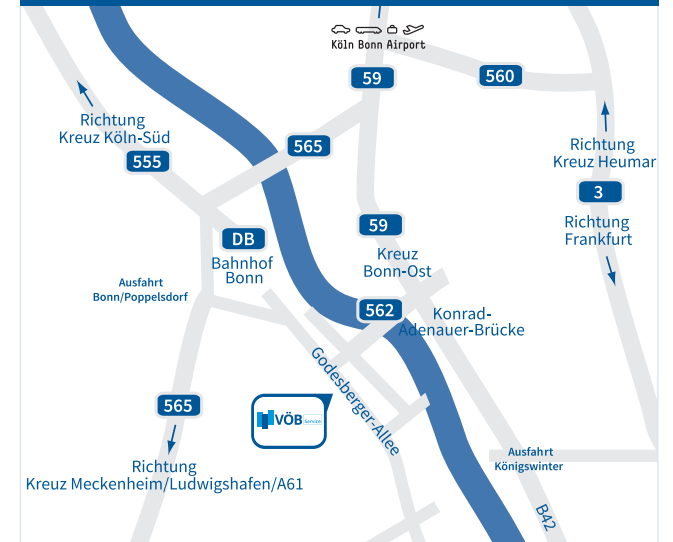 Köln Bonn Airport
59
560
Richtung
Kreuz Köln-Süd
555
565
Richtung
Kreuz Heumar
3
Richtung
Frankfurt
59
Kreuz
Bonn-Ost
DB
Bahnhof
Bonn
Ausfahrt
Bonn/Poppelsdorf
562
Konrad-
Adenauer-Brücke
Godesberger-Allee
565
VÖB Service
Richtung
Kreuz Meckenheim/Ludwigshafen/A61
Ausfahrt
Königswinter
B42